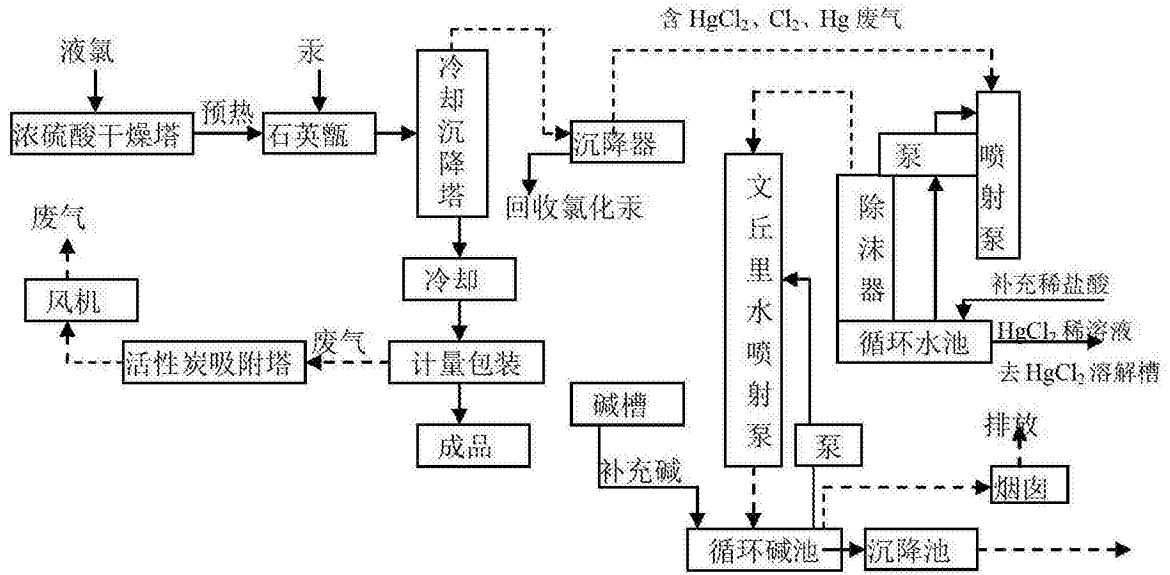 含 HgCl2、Cl2、Hg 废气
液氯
汞
预热
浓硫酸干燥塔
石英甑
冷却沉降塔
沉降器
回收氯化汞
文丘里水喷射泵
泵
喷射泵
除沫器
补充稀盐酸
循环水池
HgCl2 稀溶液
去 HgCl2 溶解槽
废气
风机
冷却
活性炭吸附塔
废气
计量包装
成品
碱槽
补充碱
泵
排放
烟囱
循环碱池
沉降池